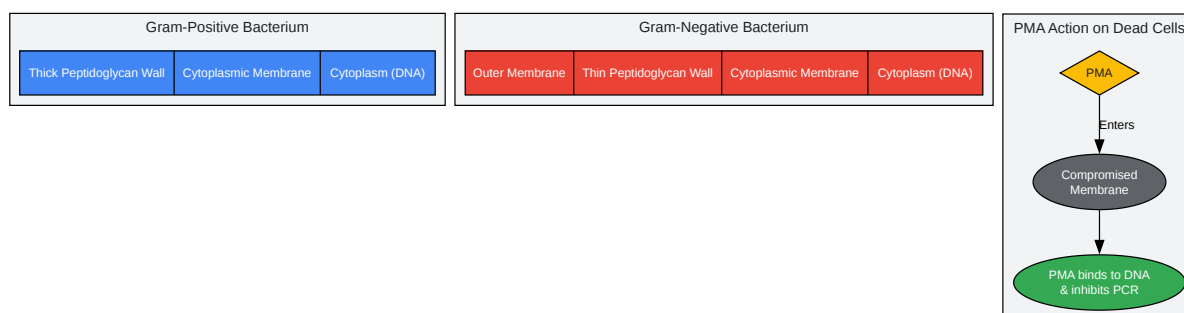 Gram-Positive Bacterium
Thick Peptidoglycan Wall
Cytoplasmic Membrane
Cytoplasm (DNA)
Gram-Negative Bacterium
Outer Membrane
Thin Peptidoglycan Wall
Cytoplasmic Membrane
Cytoplasm (DNA)
PMA Action on Dead Cells
PMA
Enters
Compromised
Membrane
PMA binds to DNA
& inhibits PCR